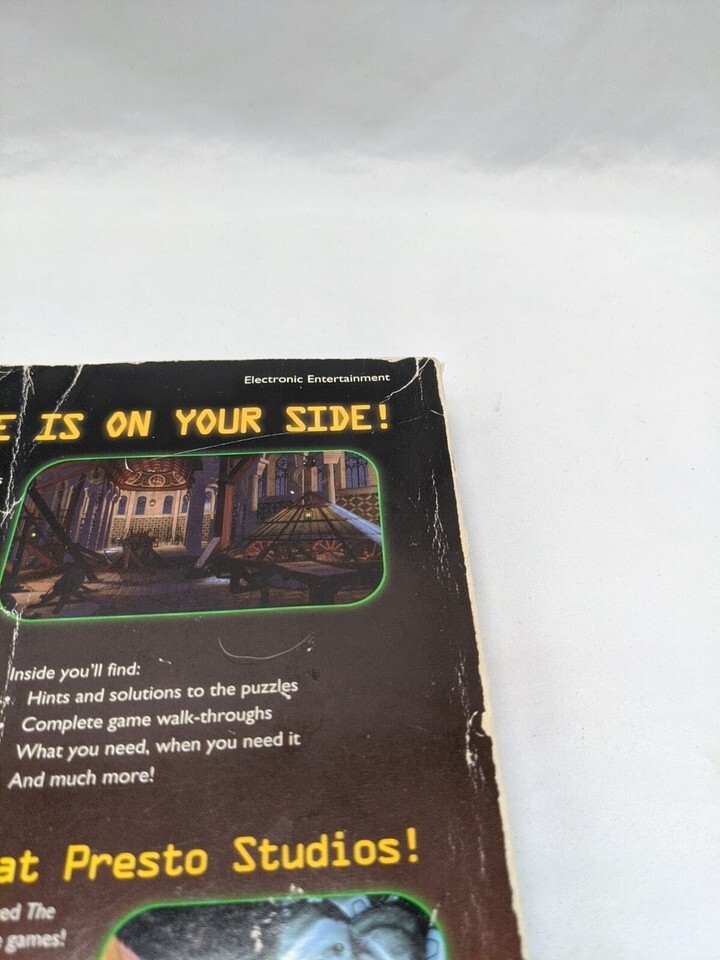 Electronic Entertainment
IS ON YOUR SIDE!
Inside you'll find:
Hints and solutions to the puzzles
Complete game walk-throughs
What you need, when you need it
And much more!
at Presto Studios!
The
games!